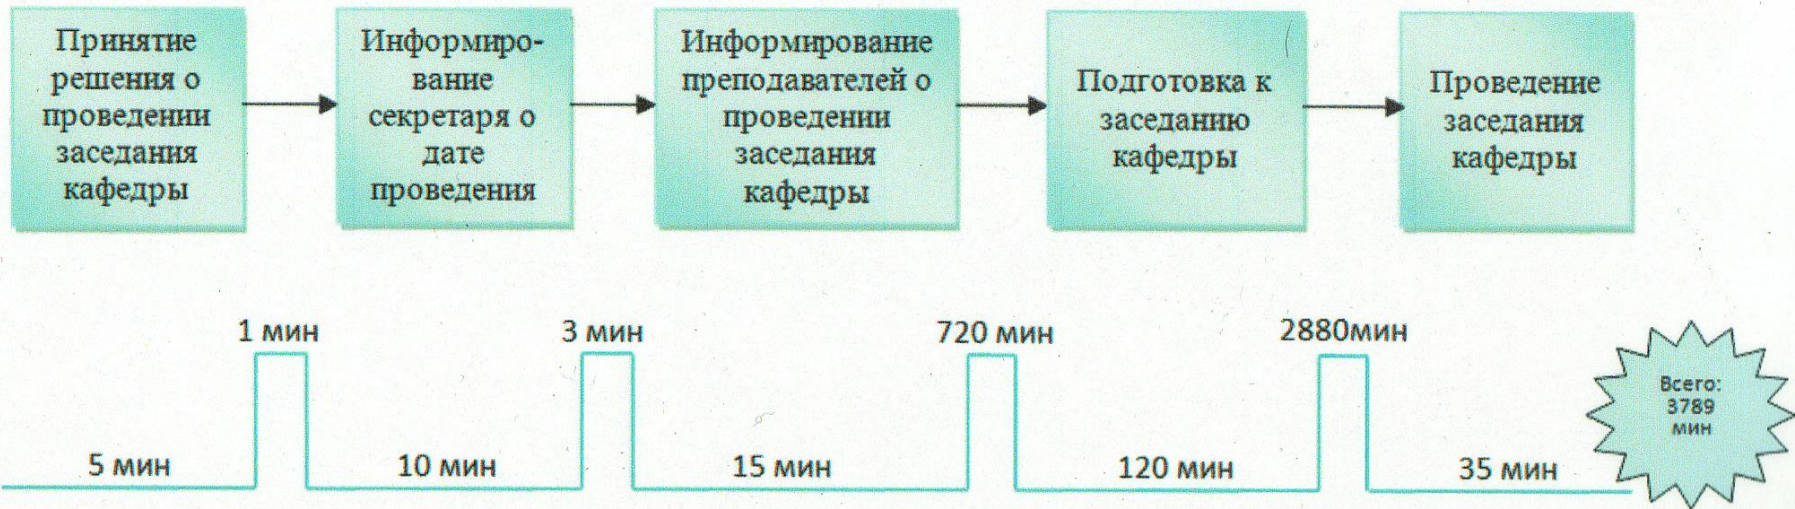 Принятие
решения о
проведении
заседания
кафедры
Информиро-
вание
секретаря о
дате
проведения
Информирование
преподавателей о
проведении
заседания
кафедры
Подготовка к
заседанию
кафедры
Проведение
заседания
кафедры
1 мин
3 мин
720 мин
2880мин
5 мин
10 мин
15 мин
120 мин
35 мин
Всего:
3789
мин